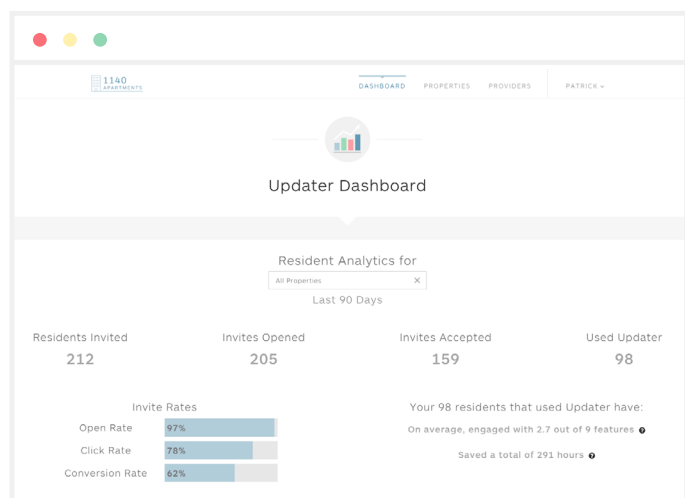 1140
APARTMENTS
DASHBOARD PROPERTIES PROVIDERS PATRICK
Updater Dashboard
Resident Analytics for
All Properties ×
Last 90 Days
Residents Invited Invites Opened Invites Accepted Used Updater
212 205 159 98
Invite Rates
Open Rate 97%
Click Rate 78%
Conversion Rate 62%
Your 98 residents that used Updater have:
On average, engaged with 2.7 out of 9 features ?
Saved a total of 291 hours ?